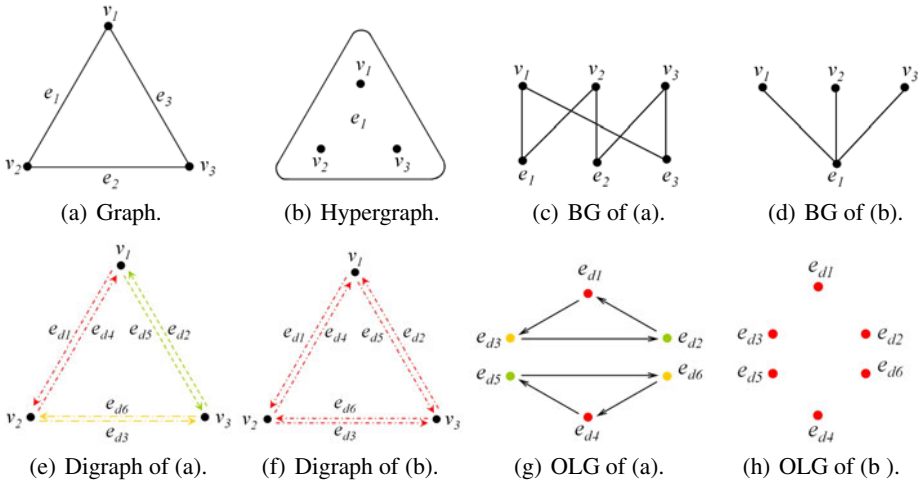 v1
e1
e3
v2
v3
e2
(a) Graph.
v1
e1
v2
v3
(b) Hypergraph.
v1 v2 v3
e1 e2 e3
(c) BG of (a).
v1 v2 v3
e1
(d) BG of (b).
v1
ed1 ed4 ed5 ed2
ed6
v2 v3
ed3
(e) Digraph of (a).
v1
ed1 ed4 ed5 ed2
ed6
v2 v3
ed3
(f) Digraph of (b).
ed1
ed3 ed2
ed5 ed6
ed4
(g) OLG of (a).
ed1
ed3 ed2
ed5 ed6
ed4
(h) OLG of (b ).